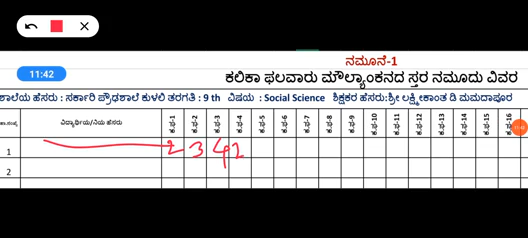 ನಮೂನೆ-1
11:42
ಕಲಿಕಾ ಫಲವಾರು ಮೌಲ್ಯಾಂಕನದ ಸ್ತರ ನಮೂದು ವಿವರ
ಶಾಲೆಯ ಹೆಸರು : ಸರ್ಕಾರಿ ಪ್ರೌಢಶಾಲೆ ಕುಳಲಿ ತರಗತಿ : 9 th ವಿಷಯ : Social Science ಶಿಕ್ಷಕರ ಹೆಸರು:ಶ್ರೀ ಲಕ್ಷ್ಮೀಕಾಂತ ಡಿ ಮಮದಾಪೂರ
ವಿದ್ಯಾರ್ಥಿಯ/ನಿಯ ಹೆಸರು ಕ.ಫ-1 ಕ.ಫ-2 ಕ.ಫ-3 ಕ.ಫ-4 ಕ.ಫ-5 ಕ.ಫ-6 ಕ.ಫ-7 ಕ.ಫ-8 ಕ.ಫ-9 ಕ.ಫ-10 ಕ.ಫ-11 ಕ.ಫ-12 ಕ.ಫ-13 ಕ.ಫ-14 ಕ.ಫ-15 ಕ.ಫ-16
1 2 3 4 2
2